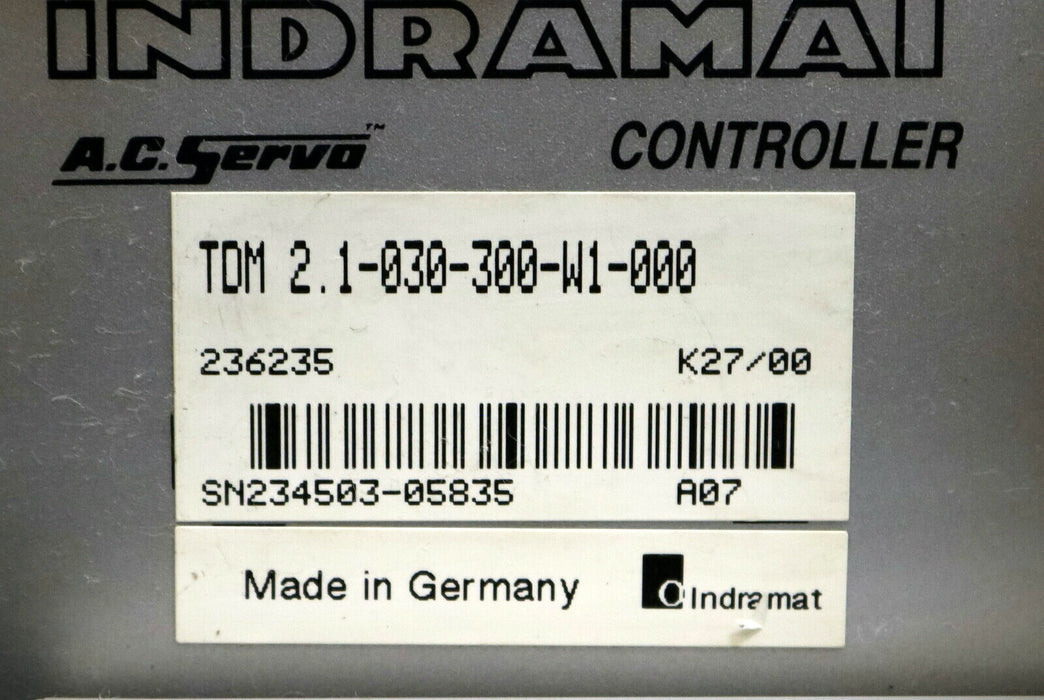 INDRAMAT
A.C. Servo™ CONTROLLER
TDM 2.1-030-300-W1-000
236235 K27/00
SN234503-05835 A07
Made in Germany Indramat